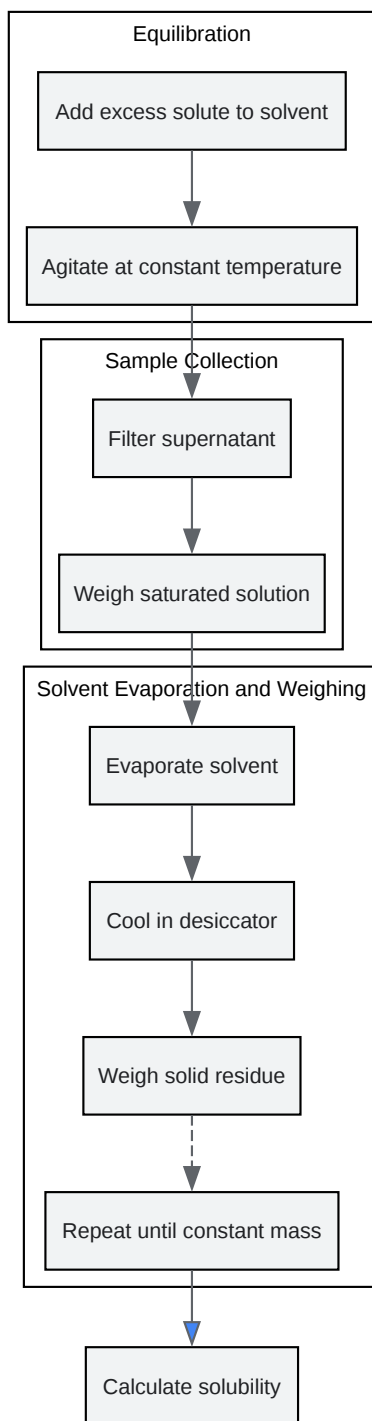 Equilibration
Add excess solute to solvent
Agitate at constant temperature
Sample Collection
Filter supernatant
Weigh saturated solution
Solvent Evaporation and Weighing
Evaporate solvent
Cool in desiccator
Weigh solid residue
Repeat until constant mass
Calculate solubility